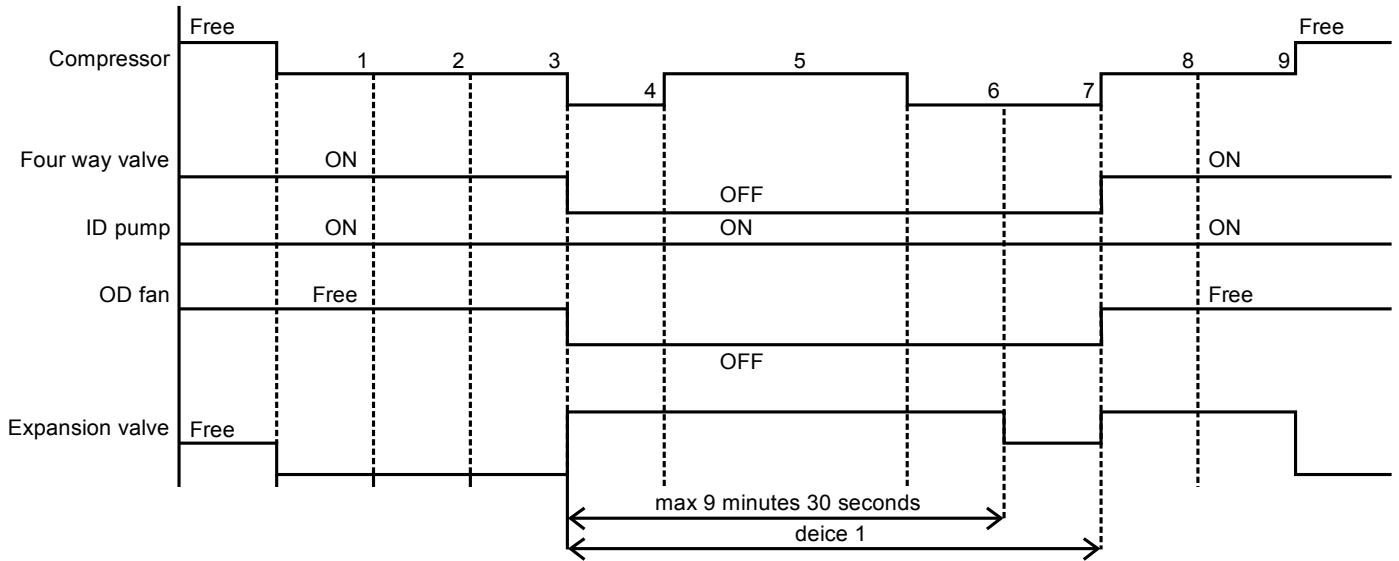 Free Free
Compressor 1 2 3 5 8 9
4 6 7
Four way valve ON ON
OFF
ID pump ON ON ON
OD fan Free Free
OFF
Expansion valve Free
max 9 minutes 30 seconds
deice 1